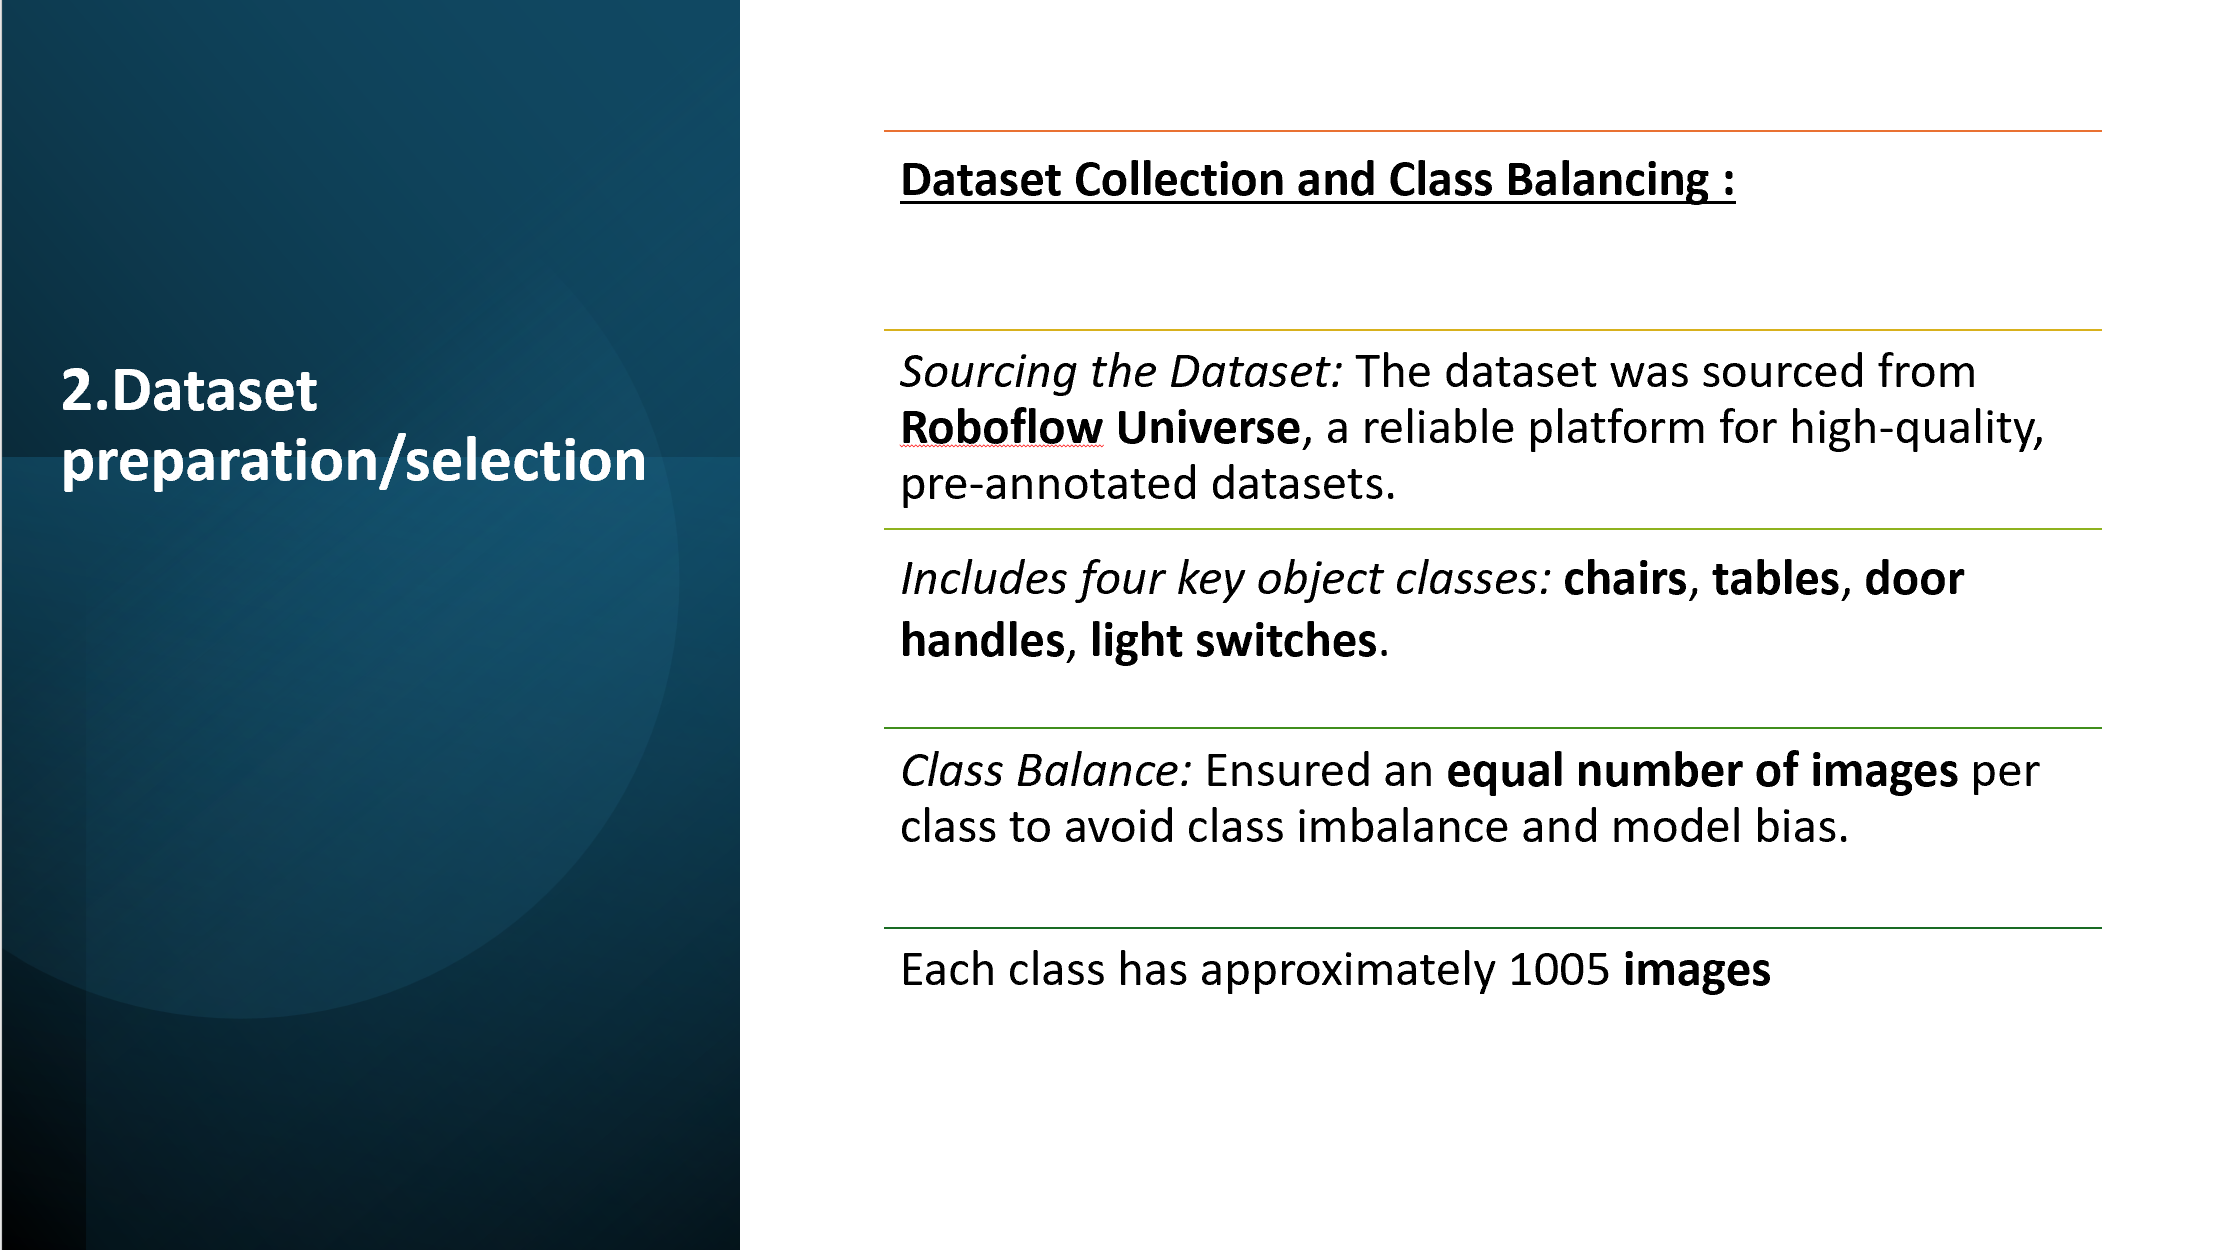 2.Dataset
preparation/selection
Dataset Collection and Class Balancing :
Sourcing the Dataset: The dataset was sourced from
Roboflow Universe, a reliable platform for high-quality,
pre-annotated datasets.
Includes four key object classes: chairs, tables, door
handles, light switches.
Class Balance: Ensured an equal number of images per
class to avoid class imbalance and model bias.
Each class has approximately 1005 images